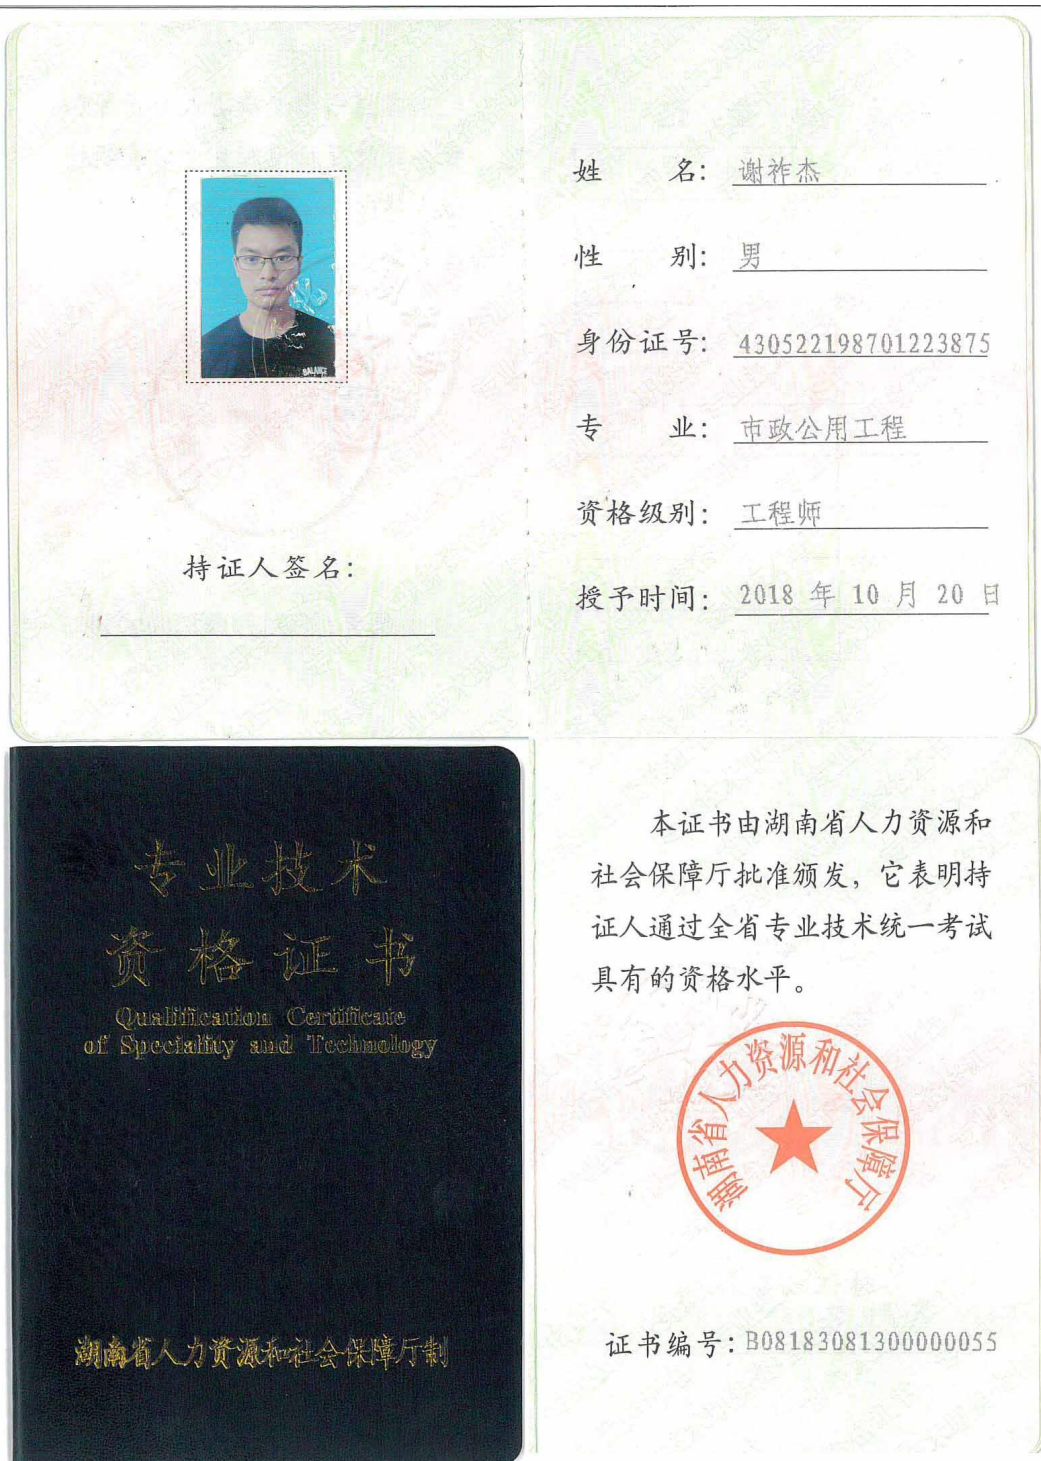 姓 名： 谢祚杰
性 别： 男
身份证号： 430522198701223875
专 业： 市政公用工程
资格级别： 工程师
授予时间： 2018 年 10 月 20 日
BALANCE
持证人签名：
专业技术
资格证书
Qualification Certificate
of Speciality and Technology
湖南省人力资源和社会保障厅制
本证书由湖南省人力资源和
社会保障厅批准颁发，它表明持
证人通过全省专业技术统一考试
具有的资格水平。
湖南省人力资源和社会保障厅
证书编号：B08183081300000055